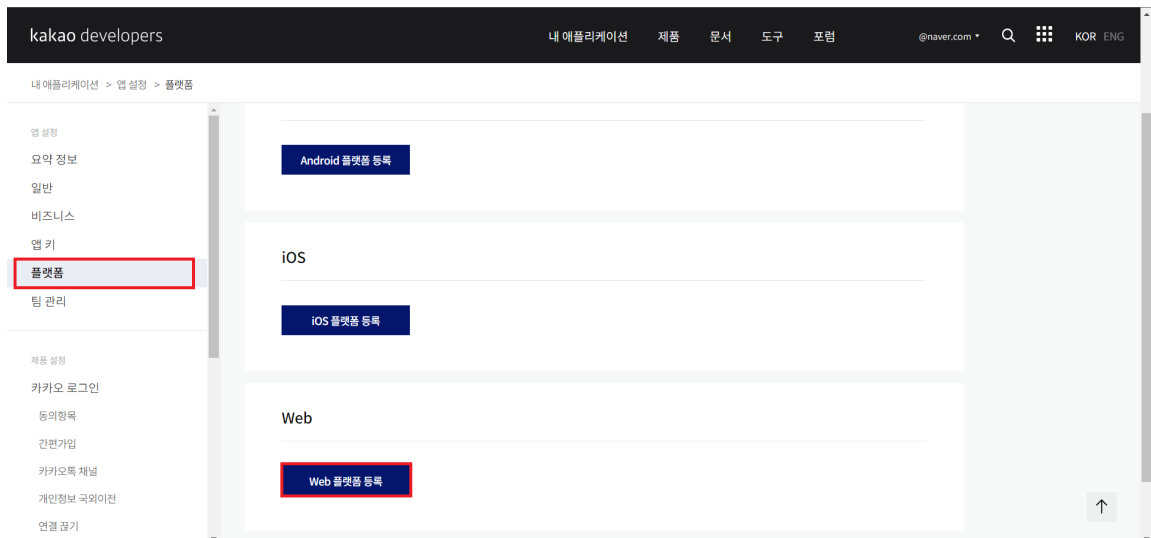 kakao developers
내 애플리케이션 제품 문서 도구 포럼 @naver.com KOR ENG
내 애플리케이션 > 앱 설정 > 플랫폼
앱 설정
요약 정보
일반
비즈니스
앱 키
플랫폼
팀 관리
제품 설정
카카오 로그인
동의항목
간편가입
카카오톡 채널
개인정보 국외이전
연결 끊기
Android 플랫폼 등록
iOS
iOS 플랫폼 등록
Web
Web 플랫폼 등록